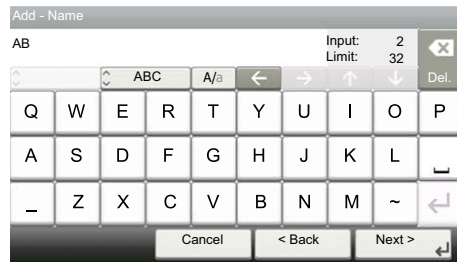 Add - Name
AB
Input: 2
Limit: 32
ABC A/a ← → ↑ ↓ Del.
Q W E R T Y U I O P
A S D F G H J K L ␣
_ Z X C V B N M ~ ↵
Cancel < Back Next > ↵